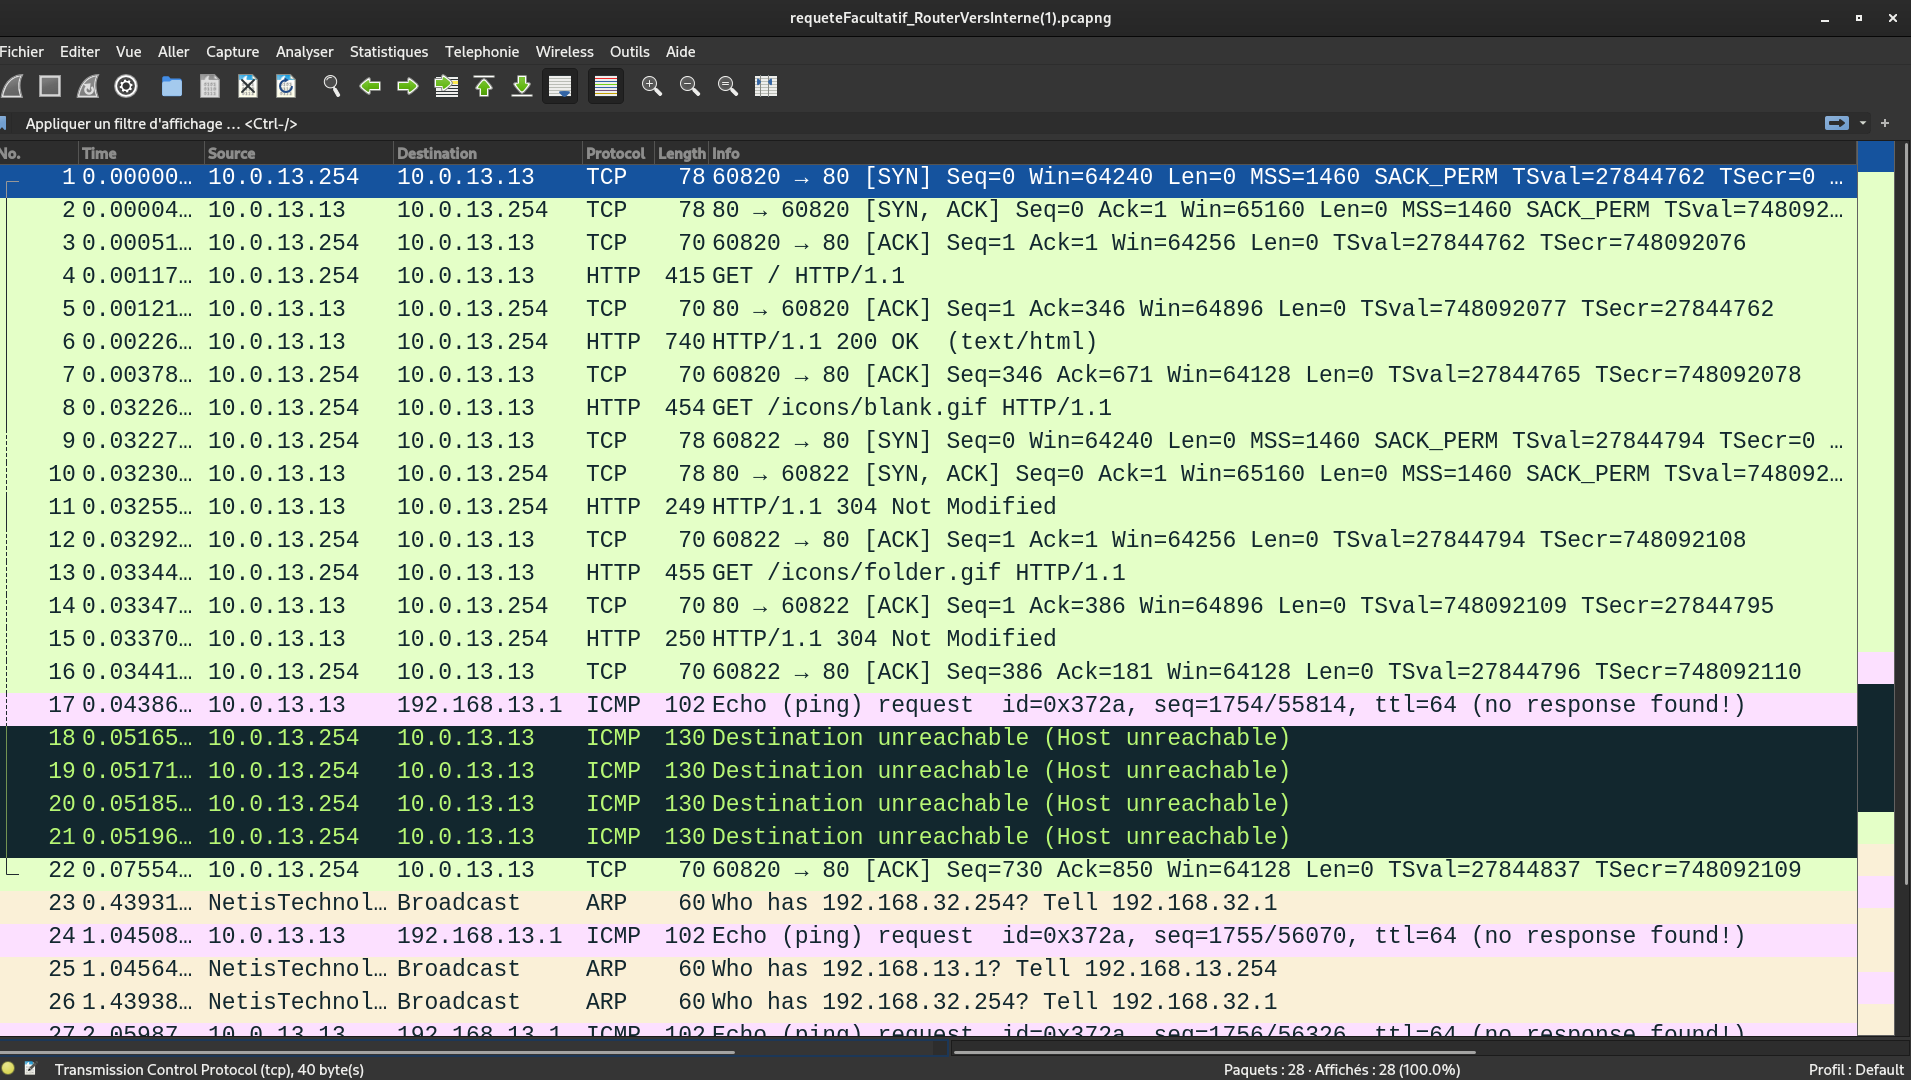 requeteFacultatif_RouterVersInterne(1).pcapng
Fichier Editer Vue Aller Capture Analyser Statistiques Telephonie Wireless Outils Aide
Appliquer un filtre d'affichage … <Ctrl-/>
No. Time Source Destination Protocol Length Info
1 0.00000… 10.0.13.254 10.0.13.13 TCP 78 60820 → 80 [SYN] Seq=0 Win=64240 Len=0 MSS=1460 SACK_PERM TSval=27844762 TSecr=0 …
2 0.00004… 10.0.13.13 10.0.13.254 TCP 78 80 → 60820 [SYN, ACK] Seq=0 Ack=1 Win=65160 Len=0 MSS=1460 SACK_PERM TSval=748092…
3 0.00051… 10.0.13.254 10.0.13.13 TCP 70 60820 → 80 [ACK] Seq=1 Ack=1 Win=64256 Len=0 TSval=27844762 TSecr=748092076
4 0.00117… 10.0.13.254 10.0.13.13 HTTP 415 GET / HTTP/1.1
5 0.00121… 10.0.13.13 10.0.13.254 TCP 70 80 → 60820 [ACK] Seq=1 Ack=346 Win=64896 Len=0 TSval=748092077 TSecr=27844762
6 0.00226… 10.0.13.13 10.0.13.254 HTTP 740 HTTP/1.1 200 OK  (text/html)
7 0.00378… 10.0.13.254 10.0.13.13 TCP 70 60820 → 80 [ACK] Seq=346 Ack=671 Win=64128 Len=0 TSval=27844765 TSecr=748092078
8 0.03226… 10.0.13.254 10.0.13.13 HTTP 454 GET /icons/blank.gif HTTP/1.1
9 0.03227… 10.0.13.254 10.0.13.13 TCP 78 60822 → 80 [SYN] Seq=0 Win=64240 Len=0 MSS=1460 SACK_PERM TSval=27844794 TSecr=0 …
10 0.03230… 10.0.13.13 10.0.13.254 TCP 78 80 → 60822 [SYN, ACK] Seq=0 Ack=1 Win=65160 Len=0 MSS=1460 SACK_PERM TSval=748092…
11 0.03255… 10.0.13.13 10.0.13.254 HTTP 249 HTTP/1.1 304 Not Modified
12 0.03292… 10.0.13.254 10.0.13.13 TCP 70 60822 → 80 [ACK] Seq=1 Ack=1 Win=64256 Len=0 TSval=27844794 TSecr=748092108
13 0.03344… 10.0.13.254 10.0.13.13 HTTP 455 GET /icons/folder.gif HTTP/1.1
14 0.03347… 10.0.13.13 10.0.13.254 TCP 70 80 → 60822 [ACK] Seq=1 Ack=386 Win=64896 Len=0 TSval=748092109 TSecr=27844795
15 0.03370… 10.0.13.13 10.0.13.254 HTTP 250 HTTP/1.1 304 Not Modified
16 0.03441… 10.0.13.254 10.0.13.13 TCP 70 60822 → 80 [ACK] Seq=386 Ack=181 Win=64128 Len=0 TSval=27844796 TSecr=748092110
17 0.04386… 10.0.13.13 192.168.13.1 ICMP 102 Echo (ping) request  id=0x372a, seq=1754/55814, ttl=64 (no response found!)
18 0.05165… 10.0.13.254 10.0.13.13 ICMP 130 Destination unreachable (Host unreachable)
19 0.05171… 10.0.13.254 10.0.13.13 ICMP 130 Destination unreachable (Host unreachable)
20 0.05185… 10.0.13.254 10.0.13.13 ICMP 130 Destination unreachable (Host unreachable)
21 0.05196… 10.0.13.254 10.0.13.13 ICMP 130 Destination unreachable (Host unreachable)
22 0.07554… 10.0.13.254 10.0.13.13 TCP 70 60820 → 80 [ACK] Seq=730 Ack=850 Win=64128 Len=0 TSval=27844837 TSecr=748092109
23 0.43931… NetisTechnol… Broadcast ARP 60 Who has 192.168.32.254? Tell 192.168.32.1
24 1.04508… 10.0.13.13 192.168.13.1 ICMP 102 Echo (ping) request  id=0x372a, seq=1755/56070, ttl=64 (no response found!)
25 1.04564… NetisTechnol… Broadcast ARP 60 Who has 192.168.13.1? Tell 192.168.13.254
26 1.43938… NetisTechnol… Broadcast ARP 60 Who has 192.168.32.254? Tell 192.168.32.1
27 2.05987… 10.0.13.13 192.168.13.1 ICMP 102 Echo (ping) request  id=0x372a, seq=1756/56326, ttl=64 (no response found!)
Transmission Control Protocol (tcp), 40 byte(s) Paquets : 28 · Affichés : 28 (100.0%) Profil : Default